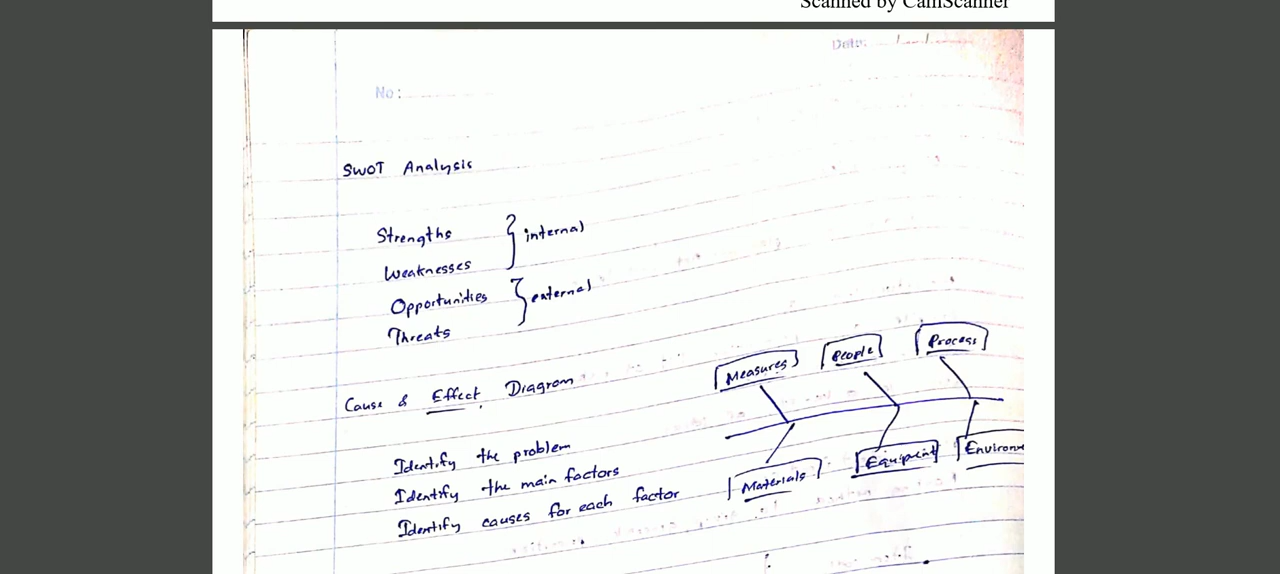 Scanned by CamScanner
Date:
No:
SWOT Analysis
Strengths
Weaknesses
} internal
Opportunities
Threats
} external
Cause & Effect Diagram
Identify the problem
Identify the main factors
Identify causes for each factor
Measures
People
Process
Materials
Equipment
Environm